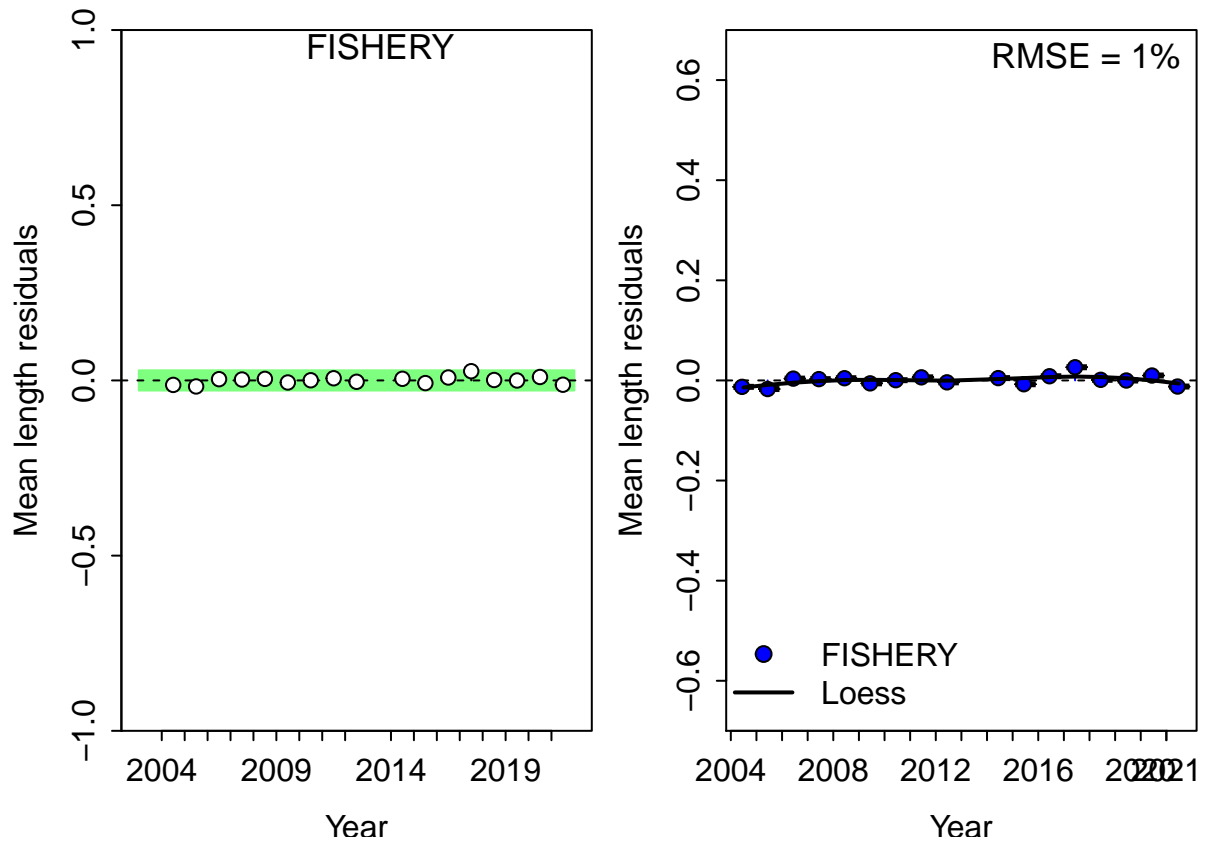 FISHERY
1.0
0.5
0.0
−0.5
−1.0
Mean length residuals
2004 2009 2014 2019
Year
RMSE = 1%
0.6
0.4
0.2
0.0
−0.2
−0.4
−0.6
Mean length residuals
FISHERY
Loess
2004 2008 2012 2016 2020 2021
Year